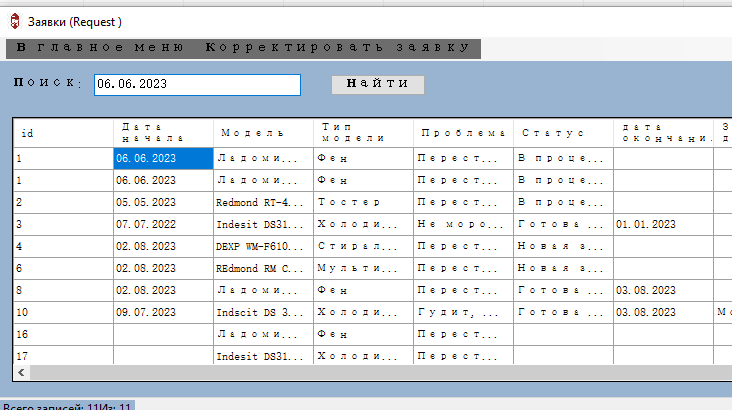 Заявки (Request )
В главное меню Корректировать заявку
Поиск: 06.06.2023 Найти
id Дата начала Модель Тип модели Проблема Статус дата окончани.
1 06.06.2023 Ладоми... Фен Перест... В проце...
1 06.06.2023 Ладоми... Фен Перест... В проце...
2 05.05.2023 Redmond RT-4... Тостер Перест... В проце...
3 07.07.2022 Indesit DS31... Холоди... Не моро... Готова ... 01.01.2023
4 02.08.2023 DEXP WM-F610... Стирал... Перест... Новая з...
6 02.08.2023 REdmond RM C... Мульти... Перест... Новая з...
8 02.08.2023 Ладоми... Фен Перест... Готова ... 03.08.2023
10 09.07.2023 Indscit DS 3... Холоди... Гудит, ... Готова ... 03.08.2023
16 Ладоми... Фен Перест...
17 Indesit DS31... Холоди... Перест...
Всего записей: 11Из: 11